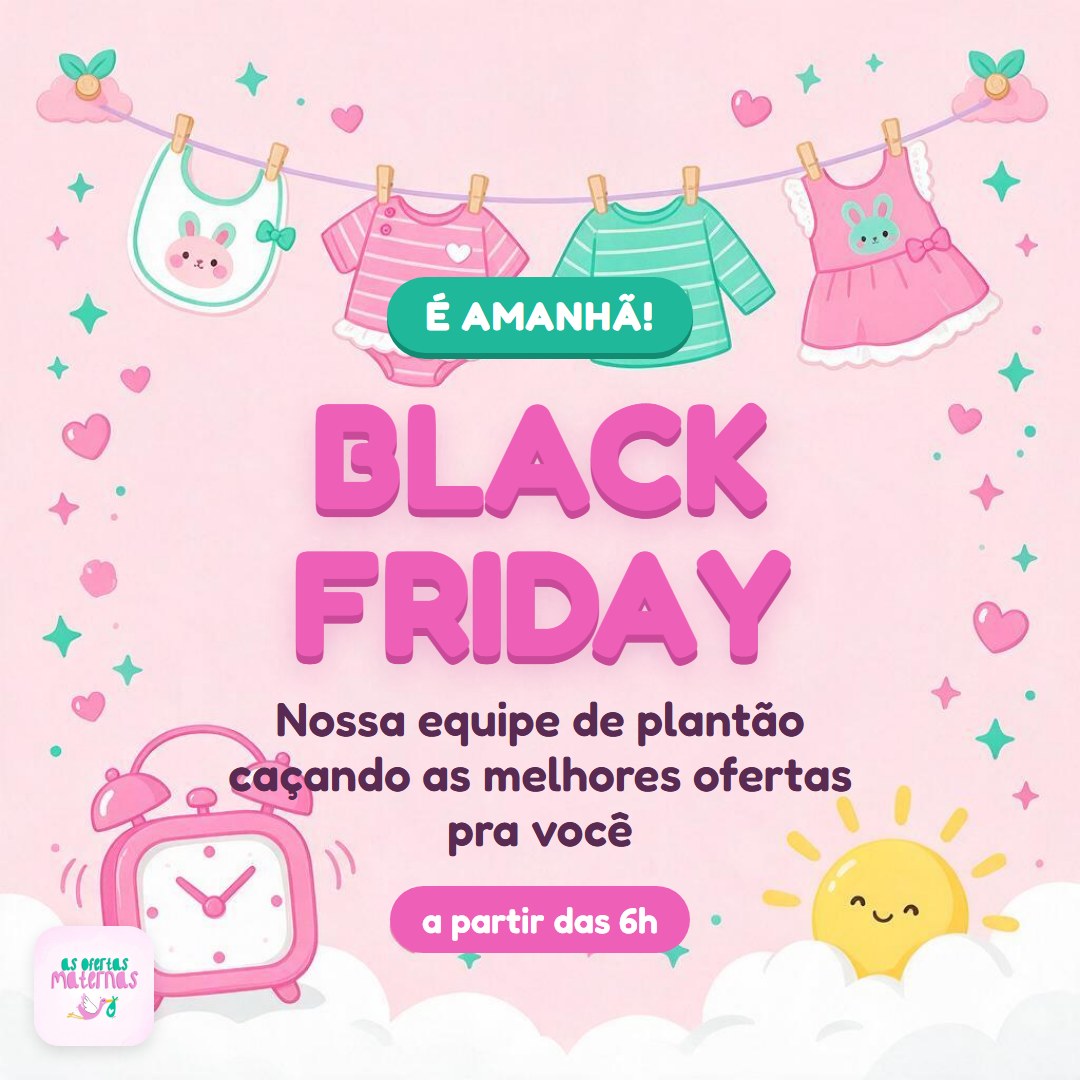 É AMANHÃ!
BLACK
FRIDAY
Nossa equipe de plantão
caçando as melhores ofertas
pra você
a partir das 6h
as ofertas
maternas